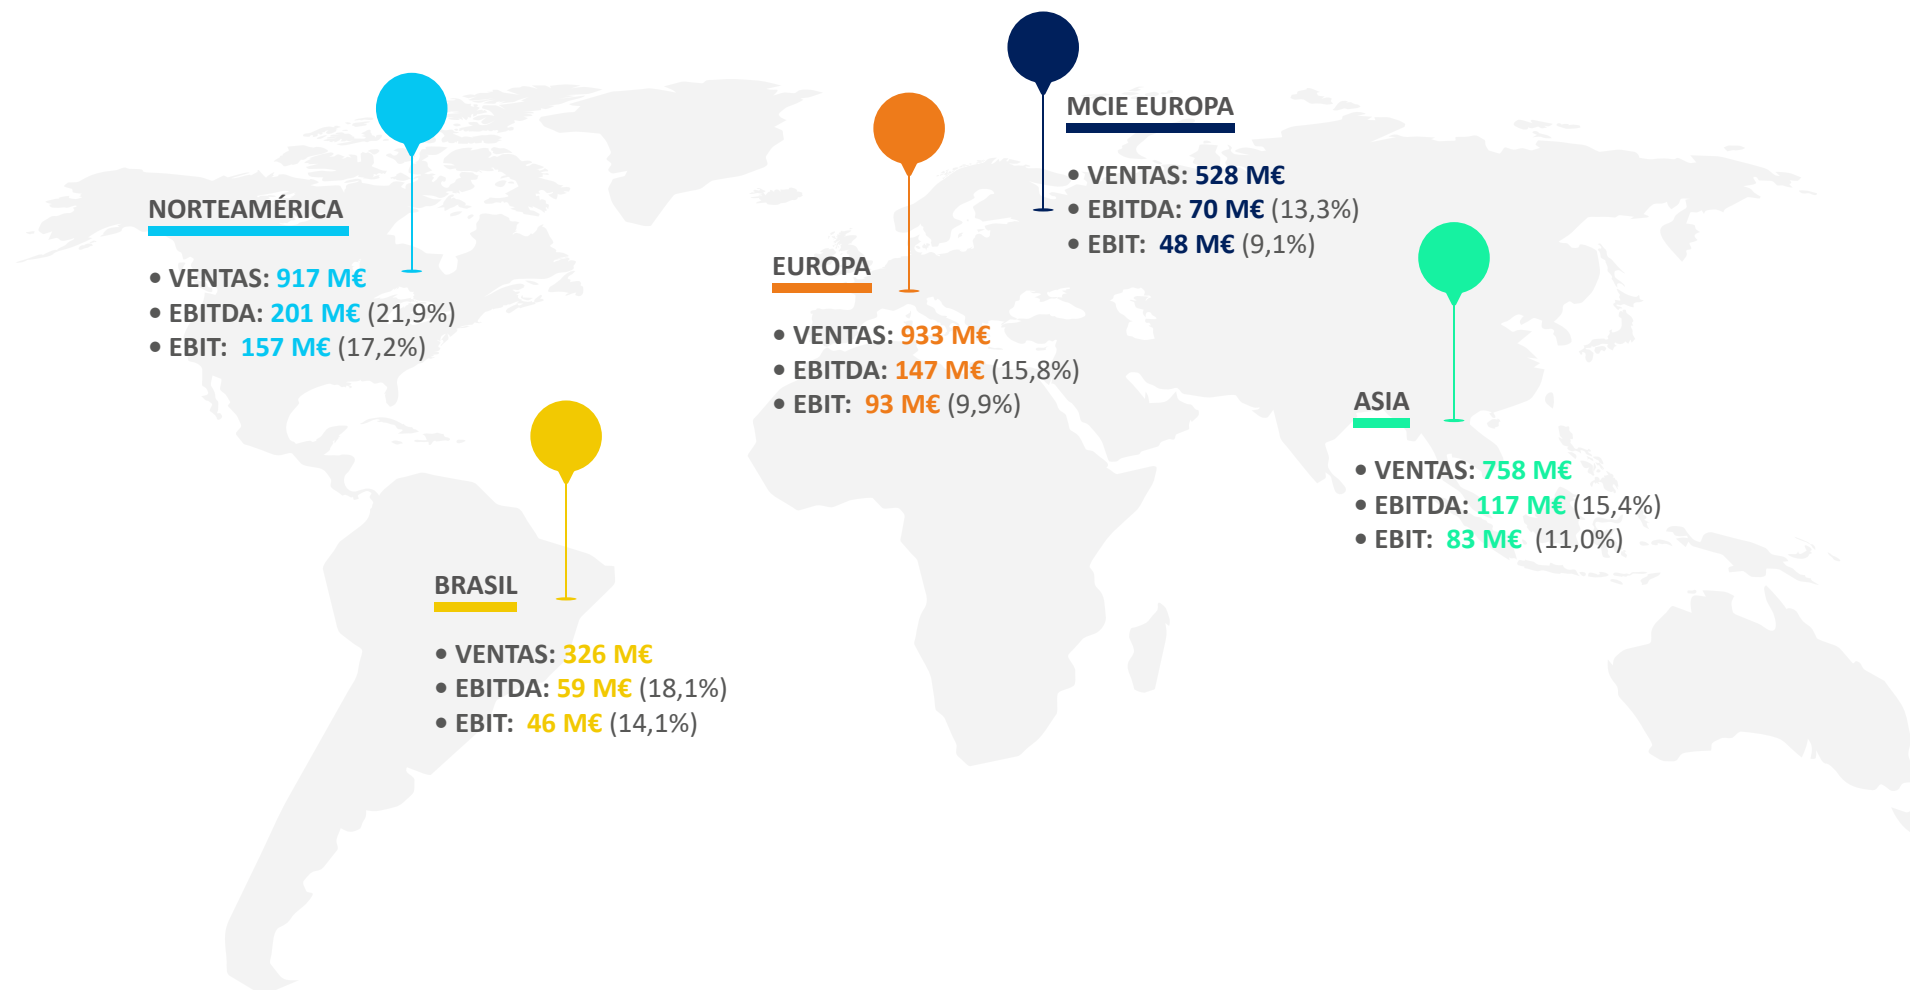 NORTEAMÉRICA
• VENTAS: 917 M€
• EBITDA: 201 M€ (21,9%)
• EBIT: 157 M€ (17,2%)
BRASIL
• VENTAS: 326 M€
• EBITDA: 59 M€ (18,1%)
• EBIT: 46 M€ (14,1%)
EUROPA
• VENTAS: 933 M€
• EBITDA: 147 M€ (15,8%)
• EBIT: 93 M€ (9,9%)
MCIE EUROPA
• VENTAS: 528 M€
• EBITDA: 70 M€ (13,3%)
• EBIT: 48 M€ (9,1%)
ASIA
• VENTAS: 758 M€
• EBITDA: 117 M€ (15,4%)
• EBIT: 83 M€ (11,0%)